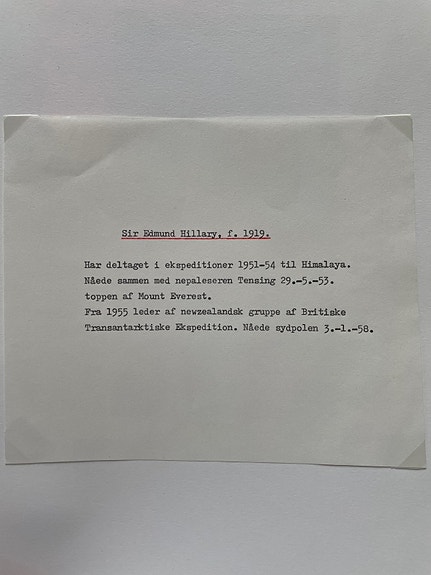 Sir Edmund Hillary, f. 1919.
Har deltaget i ekspeditioner 1951-54 til Himalaya.
Nåede sammen med nepaleseren Tensing 29.-5.-53.
toppen af Mount Everest.
Fra 1955 leder af newzealandsk gruppe af Britiske
Transantarktiske Ekspedition. Nåede sydpolen 3.-1.-58.